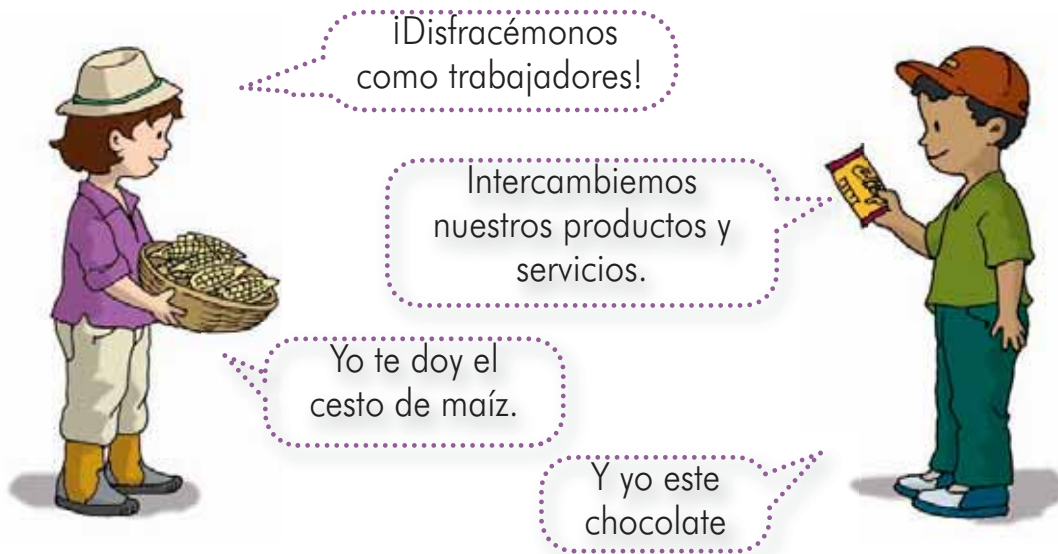 ¡Disfracémonos
como trabajadores!
Intercambiemos
nuestros productos y
servicios.
Yo te doy el
cesto de maíz.
Y yo este
chocolate